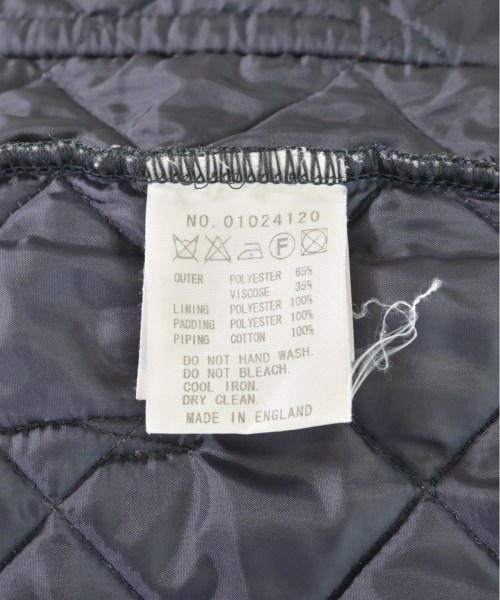 NO. 01024120
F
OUTER POLYESTER 65%
VISCOSE 35%
LINING POLYESTER 100%
PADDING POLYESTER 100%
PIPING COTTON 100%
DO NOT HAND WASH.
DO NOT BLEACH.
COOL IRON.
DRY CLEAN.
MADE IN ENGLAND